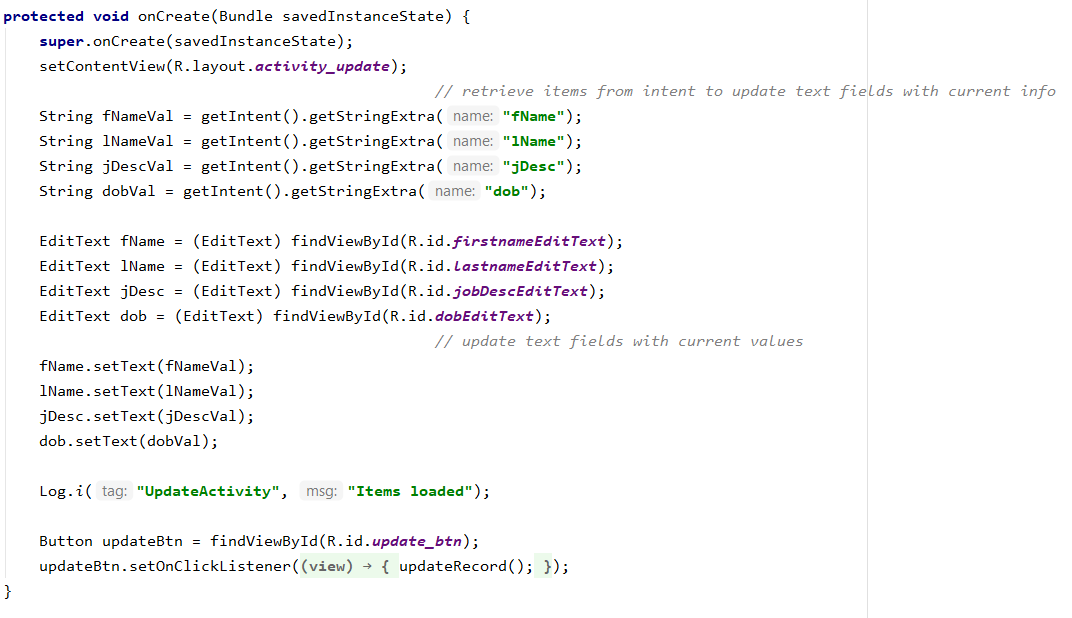 protected void onCreate(Bundle savedInstanceState) {
super.onCreate(savedInstanceState);
setContentView(R.layout.activity_update);
// retrieve items from intent to update text fields with current info
String fNameVal = getIntent().getStringExtra( name: "fName");
String lNameVal = getIntent().getStringExtra( name: "lName");
String jDescVal = getIntent().getStringExtra( name: "jDesc");
String dobVal = getIntent().getStringExtra( name: "dob");
EditText fName = (EditText) findViewById(R.id.firstnameEditText);
EditText lName = (EditText) findViewById(R.id.lastnameEditText);
EditText jDesc = (EditText) findViewById(R.id.jobDescEditText);
EditText dob = (EditText) findViewById(R.id.dobEditText);
// update text fields with current values
fName.setText(fNameVal);
lName.setText(lNameVal);
jDesc.setText(jDescVal);
dob.setText(dobVal);
Log.i( tag: "UpdateActivity", msg: "Items loaded");
Button updateBtn = findViewById(R.id.update_btn);
updateBtn.setOnClickListener((view) → { updateRecord(); });
}